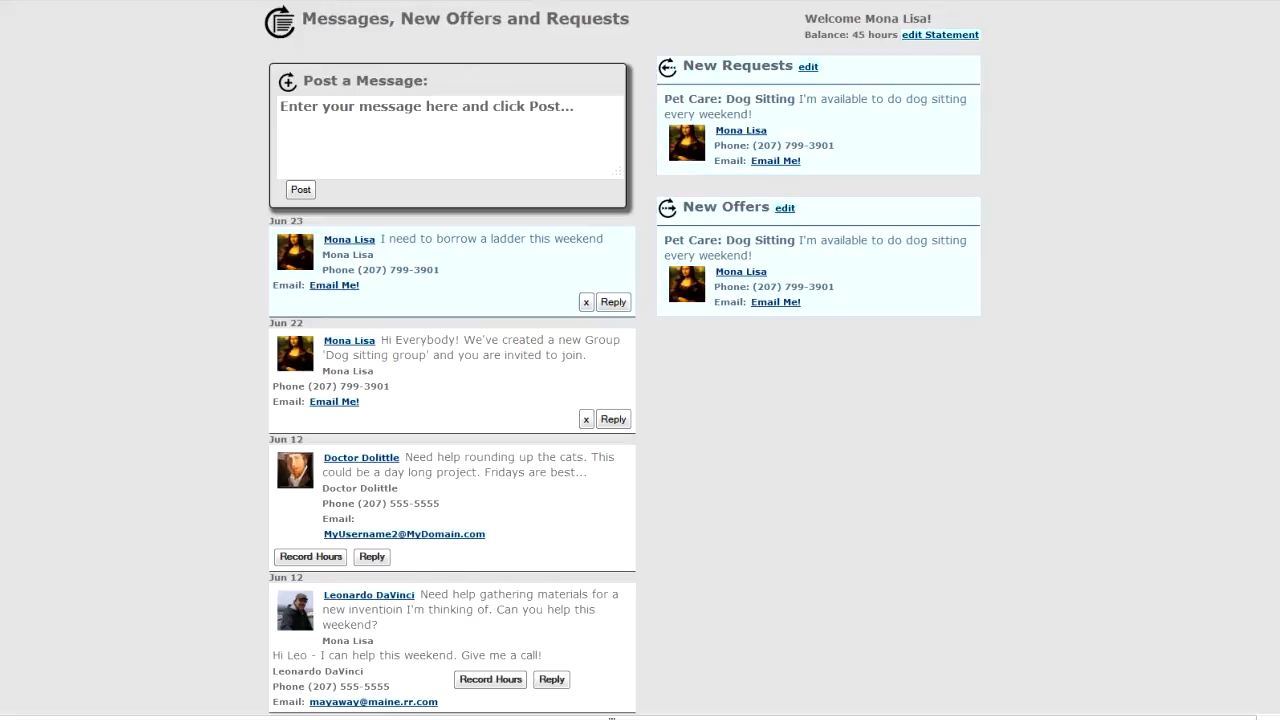 Messages, New Offers and Requests
Welcome Mona Lisa!
Balance: 45 hours edit Statement
Post a Message:
Enter your message here and click Post...
Post
Jun 23
Mona Lisa I need to borrow a ladder this weekend
Mona Lisa
Phone (207) 799-3901
Email: Email Me!
x Reply
Jun 22
Mona Lisa Hi Everybody! We've created a new Group
'Dog sitting group' and you are invited to join.
Mona Lisa
Phone (207) 799-3901
Email: Email Me!
x Reply
Jun 12
Doctor Dolittle Need help rounding up the cats. This
could be a day long project. Fridays are best...
Doctor Dolittle
Phone (207) 555-5555
Email:
MyUsername2@MyDomain.com
Record Hours Reply
Jun 12
Leonardo DaVinci Need help gathering materials for a
new inventioin I'm thinking of. Can you help this
weekend?
Mona Lisa
Hi Leo - I can help this weekend. Give me a call!
Leonardo DaVinci
Phone (207) 555-5555
Email: mayaway@maine.rr.com
Record Hours Reply
New Requests edit
Pet Care: Dog Sitting I'm available to do dog sitting
every weekend!
Mona Lisa
Phone: (207) 799-3901
Email: Email Me!
New Offers edit
Pet Care: Dog Sitting I'm available to do dog sitting
every weekend!
Mona Lisa
Phone: (207) 799-3901
Email: Email Me!